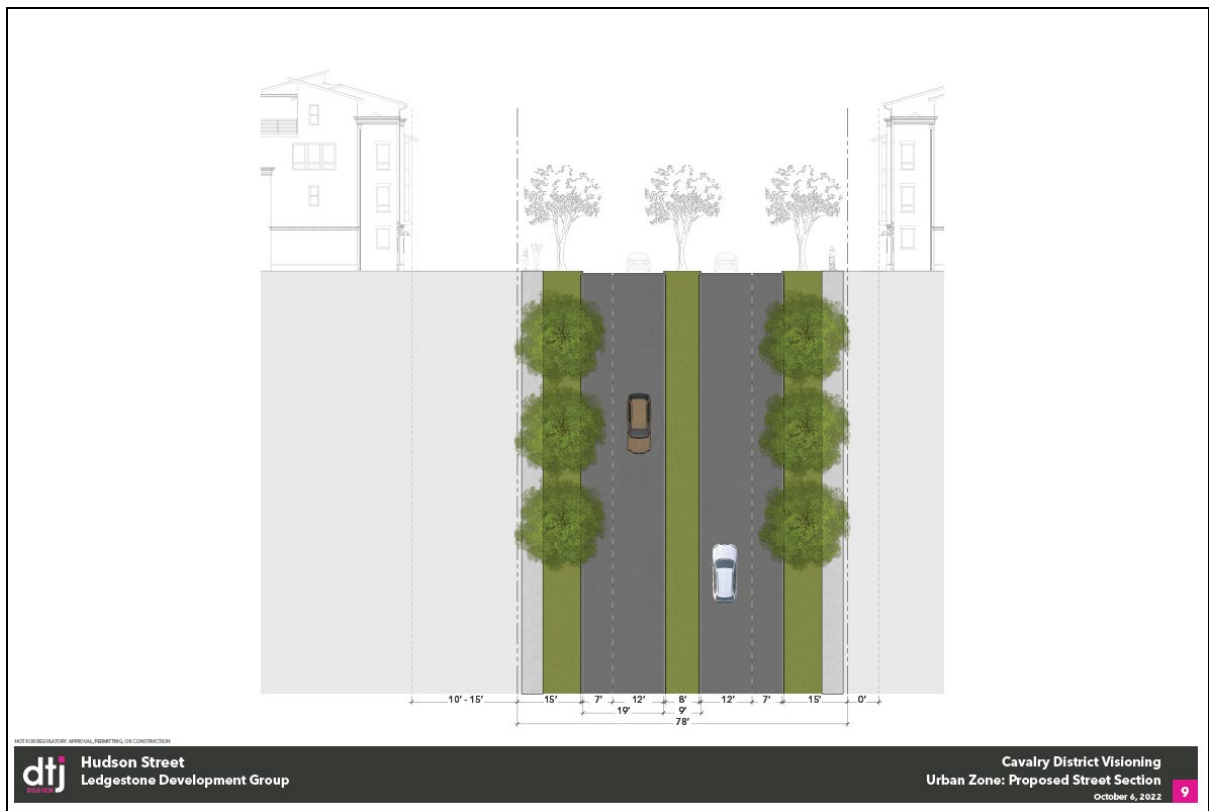 10' - 15' 15' 7' 12' 8' 12' 7' 15' 0'
19' 9'
78'
NOT FOR REGULATORY APPROVAL, PERMITTING, OR CONSTRUCTION
dtj
DESIGN
Hudson Street
Ledgestone Development Group
Cavalry District Visioning
Urban Zone: Proposed Street Section
October 6, 2022
9